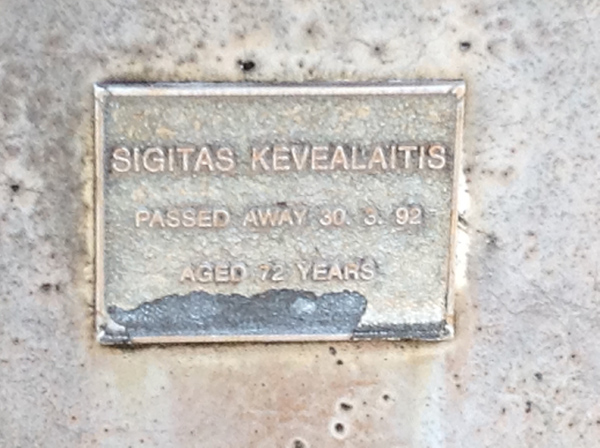 SIGITAS KEVEALAITIS
PASSED AWAY 30. 3. 92
AGED 72 YEARS